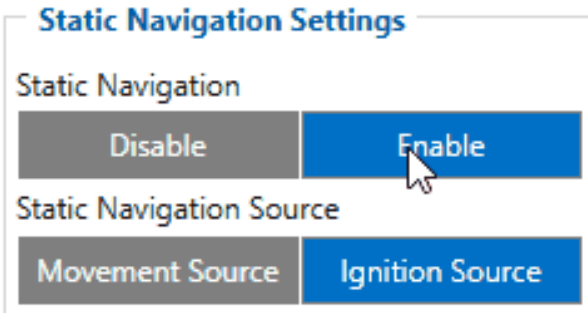 Static Navigation Settings
Static Navigation
Disable Enable
Static Navigation Source
Movement Source Ignition Source